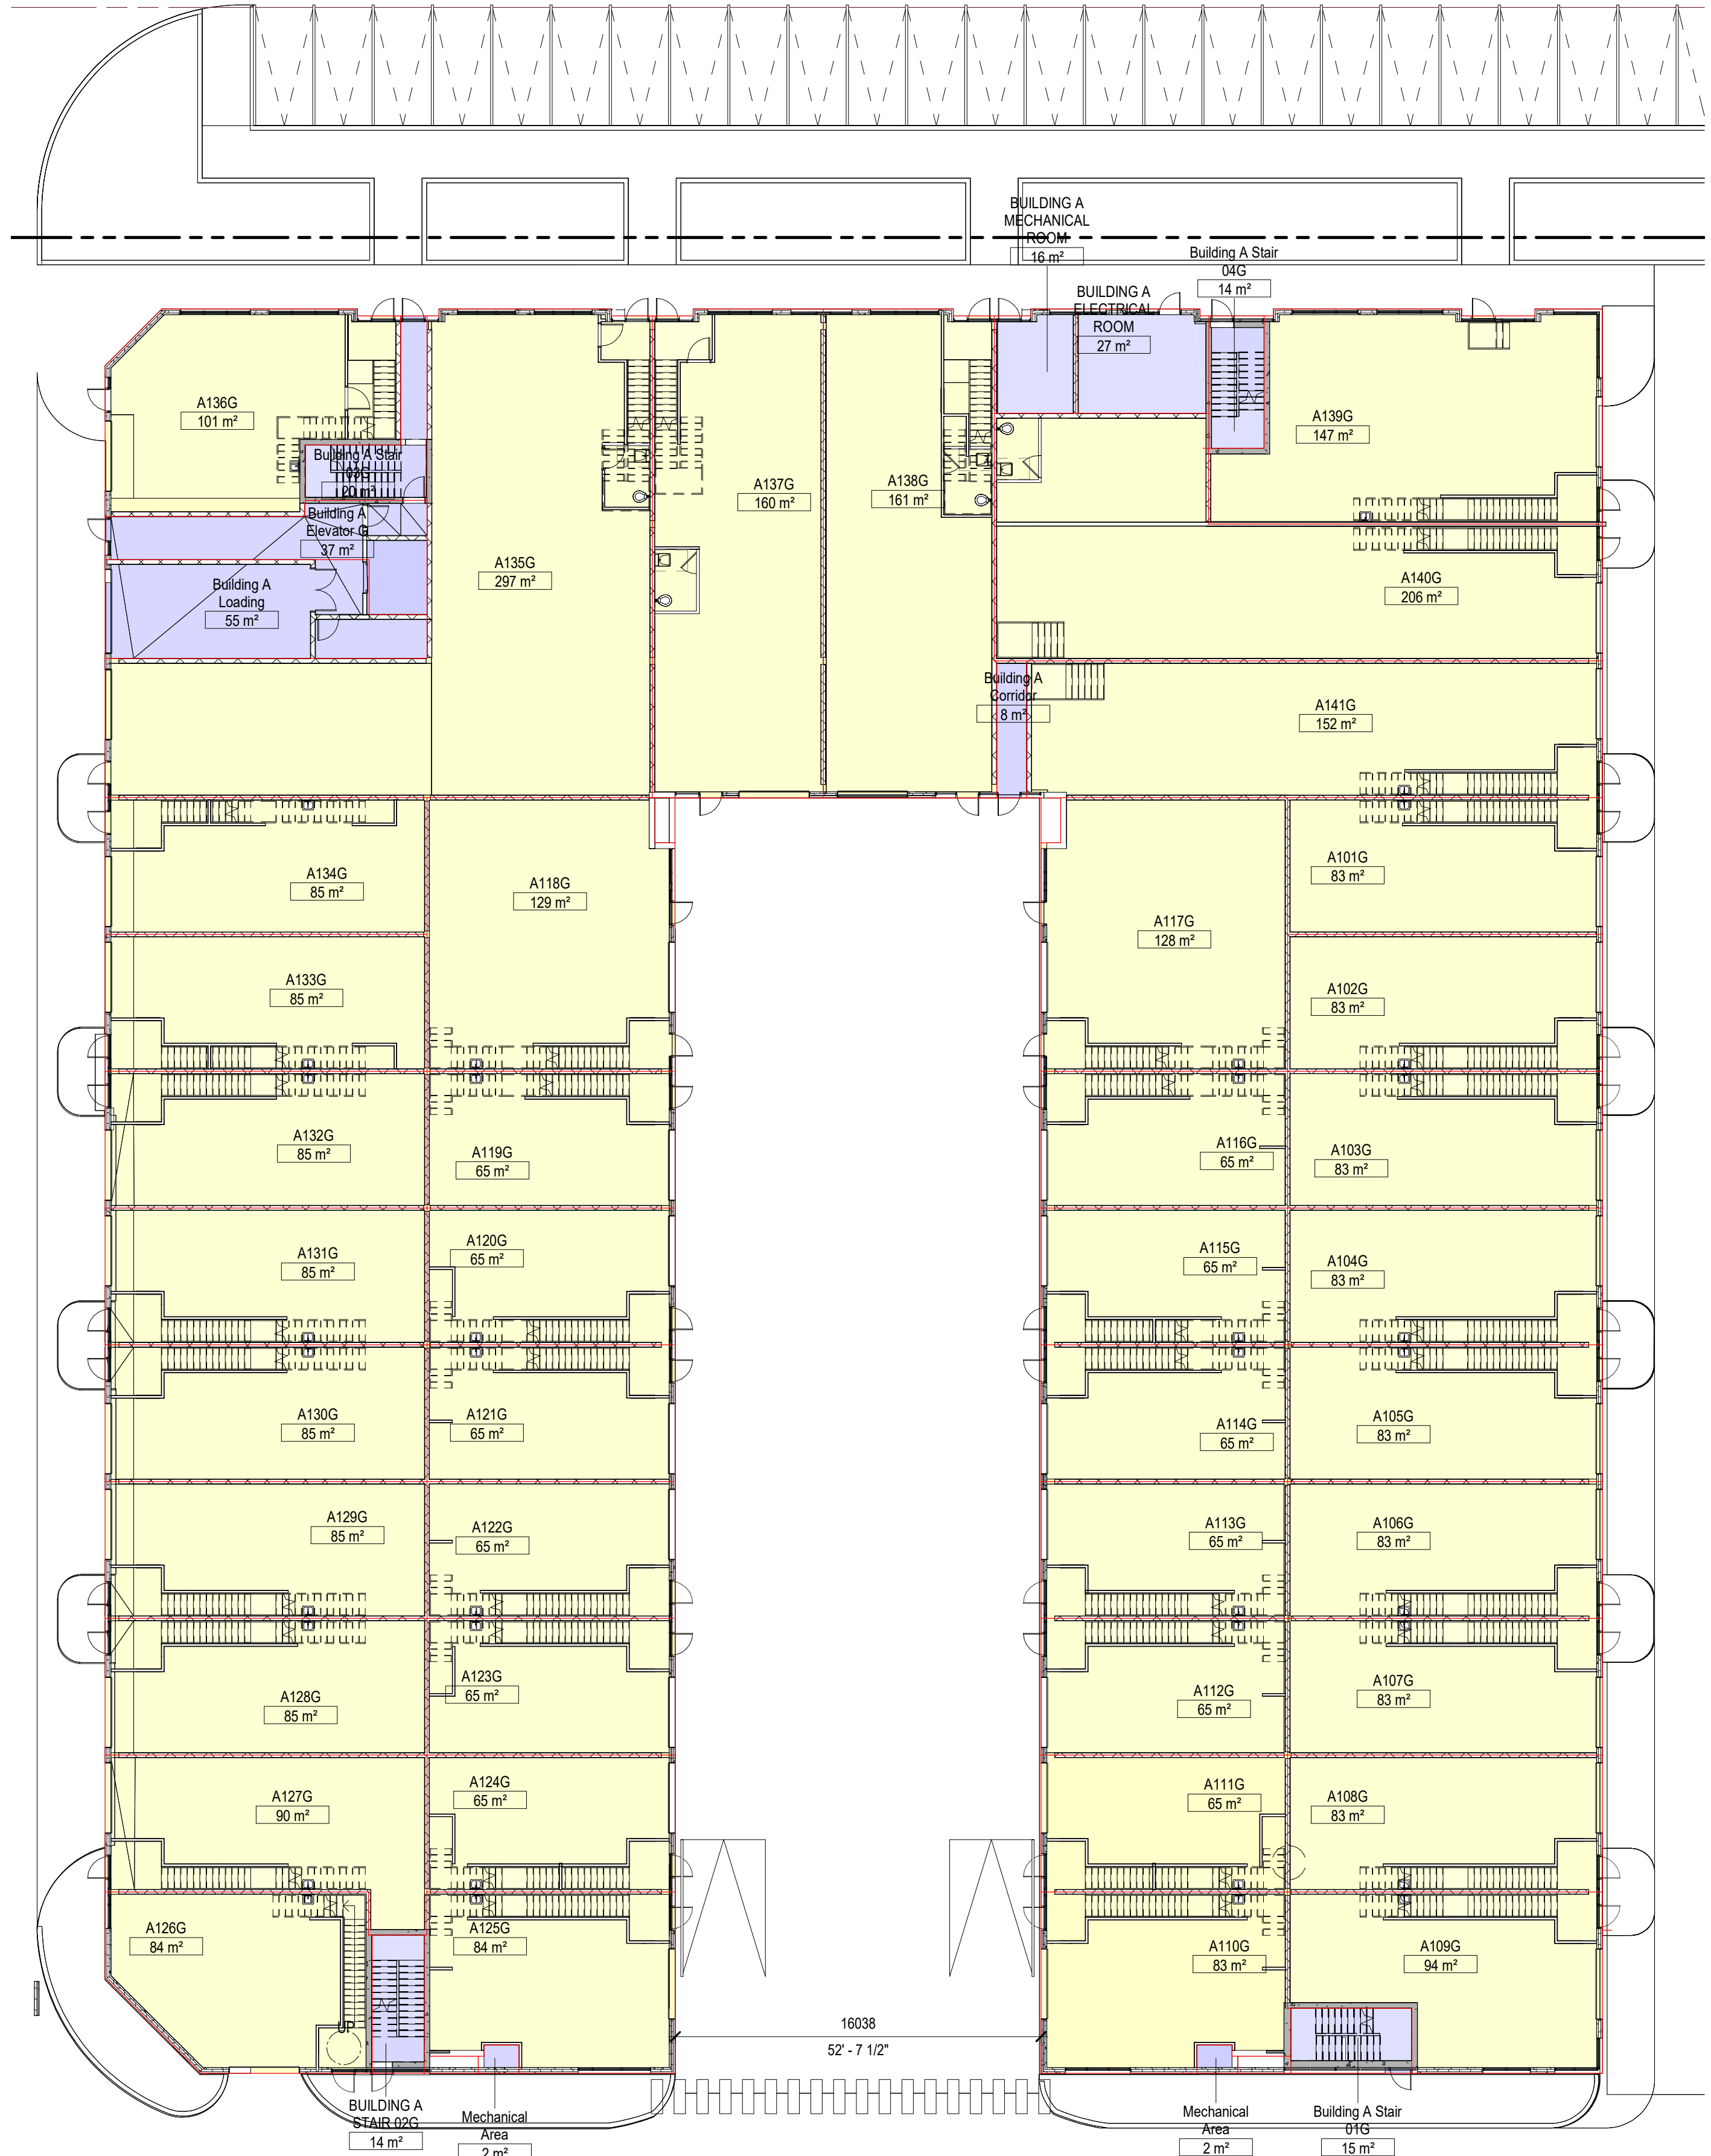 BUILDING A
MECHANICAL
ROOM
16 m²
Building A Stair
04G
14 m²
BUILDING A
ELECTRICAL
ROOM
27 m²
A136G
101 m²
A139G
147 m²
Building A Stair
03G
20 m²
A137G
160 m²
A138G
161 m²
Building A
Elevator G
37 m²
A135G
297 m²
A140G
206 m²
Building A
Loading
55 m²
Building A
Corridor
8 m²
A141G
152 m²
A134G
85 m²
A118G
129 m²
A117G
128 m²
A101G
83 m²
A133G
85 m²
A102G
83 m²
A132G
85 m²
A119G
65 m²
A116G
65 m²
A103G
83 m²
A131G
85 m²
A120G
65 m²
A115G
65 m²
A104G
83 m²
A130G
85 m²
A121G
65 m²
A114G
65 m²
A105G
83 m²
A129G
85 m²
A122G
65 m²
A113G
65 m²
A106G
83 m²
A128G
85 m²
A123G
65 m²
A112G
65 m²
A107G
83 m²
A127G
90 m²
A124G
65 m²
A111G
65 m²
A108G
83 m²
A126G
84 m²
A125G
84 m²
A110G
83 m²
A109G
94 m²
UP
16038
52' - 7 1/2"
BUILDING A
STAIR 02G
14 m²
Mechanical
Area
2 m²
Mechanical
Area
2 m²
Building A Stair
01G
15 m²